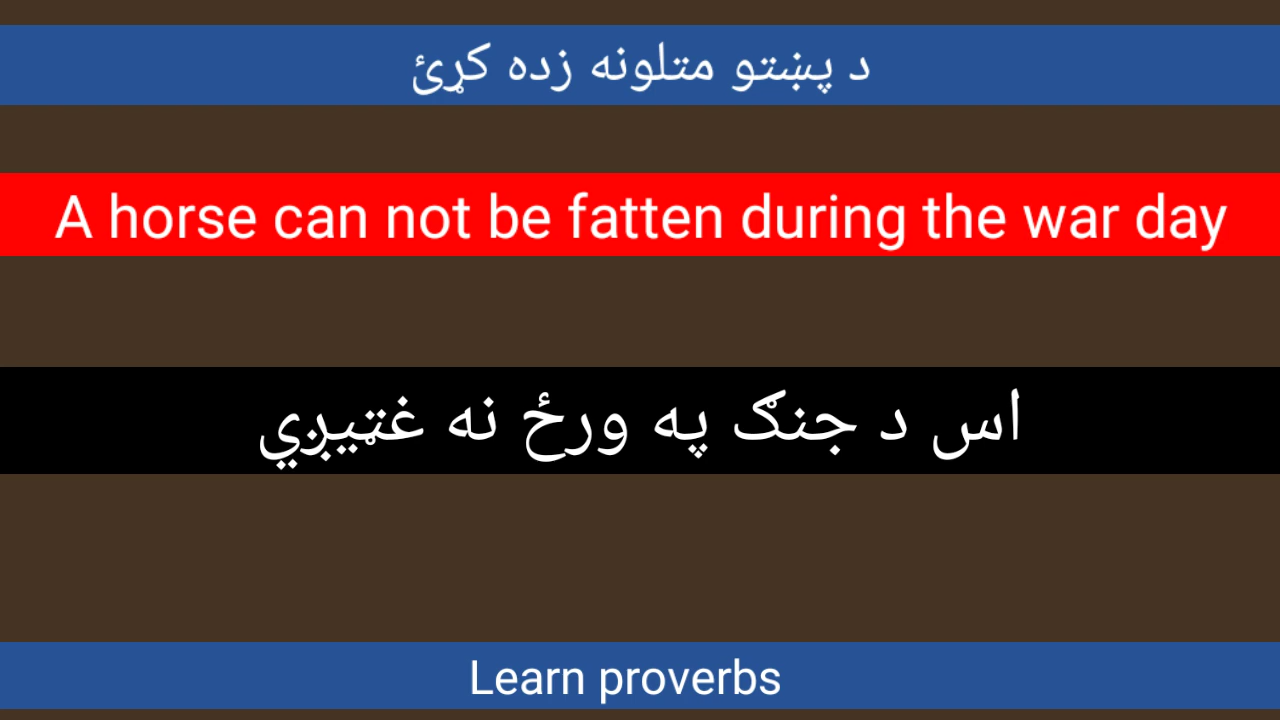 د پښتو متلونه زده کړئ
A horse can not be fatten during the war day
اس د جنګ په ورځ نه غټیږي
Learn proverbs